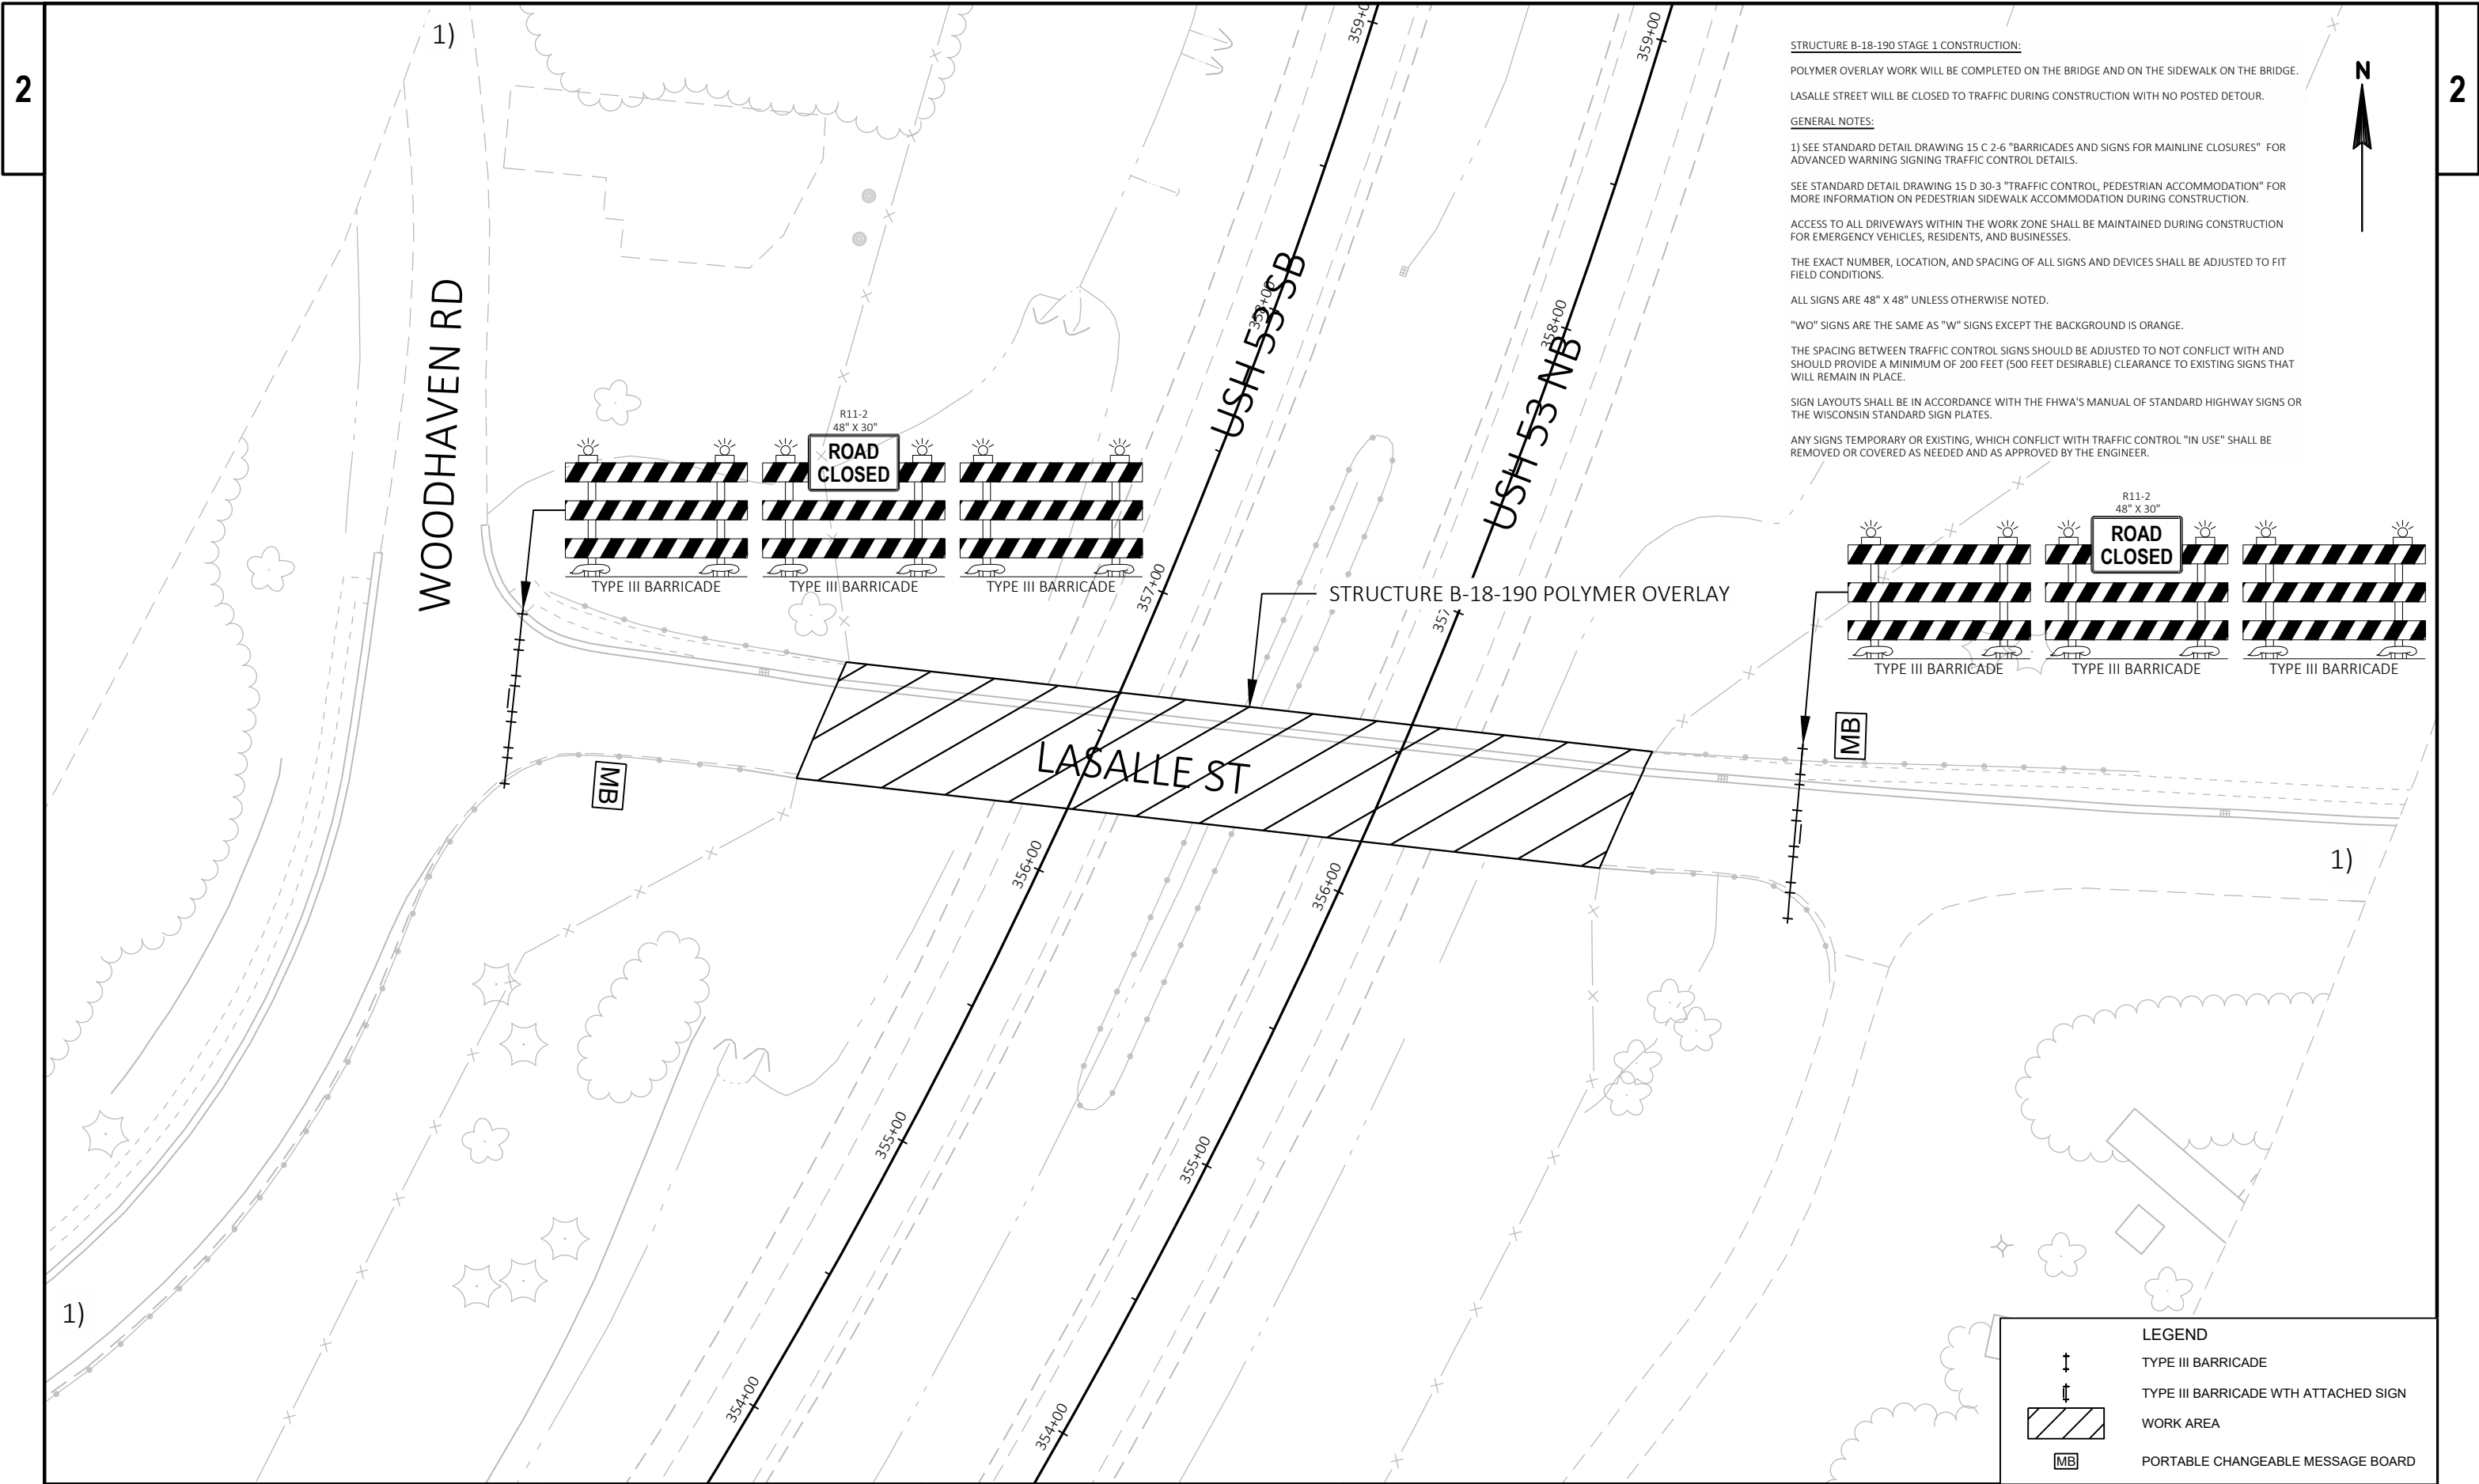 2
2
1)
359+0
359+00
STRUCTURE B-18-190 STAGE 1 CONSTRUCTION:
POLYMER OVERLAY WORK WILL BE COMPLETED ON THE BRIDGE AND ON THE SIDEWALK ON THE BRIDGE.
LASALLE STREET WILL BE CLOSED TO TRAFFIC DURING CONSTRUCTION WITH NO POSTED DETOUR.
GENERAL NOTES:
1) SEE STANDARD DETAIL DRAWING 15 C 2-6 "BARRICADES AND SIGNS FOR MAINLINE CLOSURES" FOR
ADVANCED WARNING SIGNING TRAFFIC CONTROL DETAILS.
SEE STANDARD DETAIL DRAWING 15 D 30-3 "TRAFFIC CONTROL, PEDESTRIAN ACCOMMODATION" FOR
MORE INFORMATION ON PEDESTRIAN SIDEWALK ACCOMMODATION DURING CONSTRUCTION.
ACCESS TO ALL DRIVEWAYS WITHIN THE WORK ZONE SHALL BE MAINTAINED DURING CONSTRUCTION
FOR EMERGENCY VEHICLES, RESIDENTS, AND BUSINESSES.
THE EXACT NUMBER, LOCATION, AND SPACING OF ALL SIGNS AND DEVICES SHALL BE ADJUSTED TO FIT
FIELD CONDITIONS.
ALL SIGNS ARE 48" X 48" UNLESS OTHERWISE NOTED.
"WO" SIGNS ARE THE SAME AS "W" SIGNS EXCEPT THE BACKGROUND IS ORANGE.
THE SPACING BETWEEN TRAFFIC CONTROL SIGNS SHOULD BE ADJUSTED TO NOT CONFLICT WITH AND
SHOULD PROVIDE A MINIMUM OF 200 FEET (500 FEET DESIRABLE) CLEARANCE TO EXISTING SIGNS THAT
WILL REMAIN IN PLACE.
SIGN LAYOUTS SHALL BE IN ACCORDANCE WITH THE FHWA'S MANUAL OF STANDARD HIGHWAY SIGNS OR
THE WISCONSIN STANDARD SIGN PLATES.
ANY SIGNS TEMPORARY OR EXISTING, WHICH CONFLICT WITH TRAFFIC CONTROL "IN USE" SHALL BE
REMOVED OR COVERED AS NEEDED AND AS APPROVED BY THE ENGINEER.
N
WOODHAVEN RD
USH 53 SB
358+00
USH 53 NB
358+00
R11-2
48" X 30"
ROAD
CLOSED
TYPE III BARRICADE
TYPE III BARRICADE
TYPE III BARRICADE
357+00
STRUCTURE B-18-190 POLYMER OVERLAY
357
R11-2
48" X 30"
ROAD
CLOSED
TYPE III BARRICADE
TYPE III BARRICADE
TYPE III BARRICADE
MB
MB
LASALLE ST
356+00
356+00
1)
355+00
355+00
1)
354+00
354+00
LEGEND
TYPE III BARRICADE
TYPE III BARRICADE WTH ATTACHED SIGN
WORK AREA
MB
PORTABLE CHANGEABLE MESSAGE BOARD